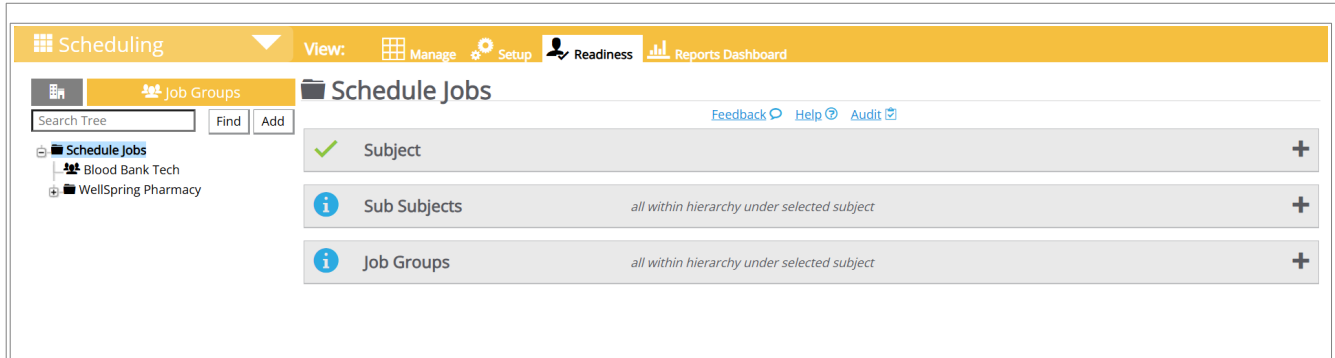 Scheduling View: Manage Setup Readiness Reports Dashboard
Job Groups
Schedule Jobs
Search Tree Find Add
Feedback Help Audit
Schedule Jobs
Blood Bank Tech
WellSpring Pharmacy
Subject
Sub Subjects all within hierarchy under selected subject
Job Groups all within hierarchy under selected subject